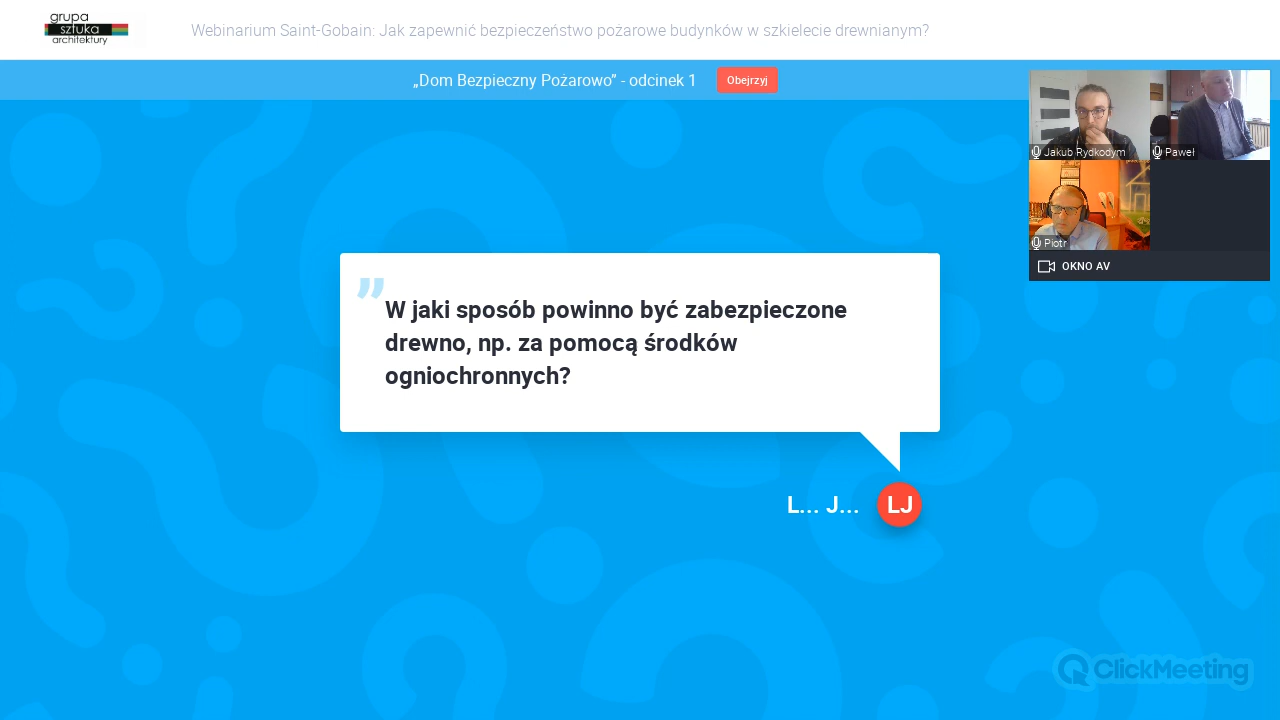 grupa
sztuka
architektury
Webinarium Saint-Gobain: Jak zapewnić bezpieczeństwo pożarowe budynków w szkielecie drewnianym?
„Dom Bezpieczny Pożarowo” - odcinek 1
Obejrzyj
Jakub Rydkodym
Paweł
Piotr
OKNO AV
” W jaki sposób powinno być zabezpieczone
drewno, np. za pomocą środków
ogniochronnych?
L... J...
LJ
ClickMeeting